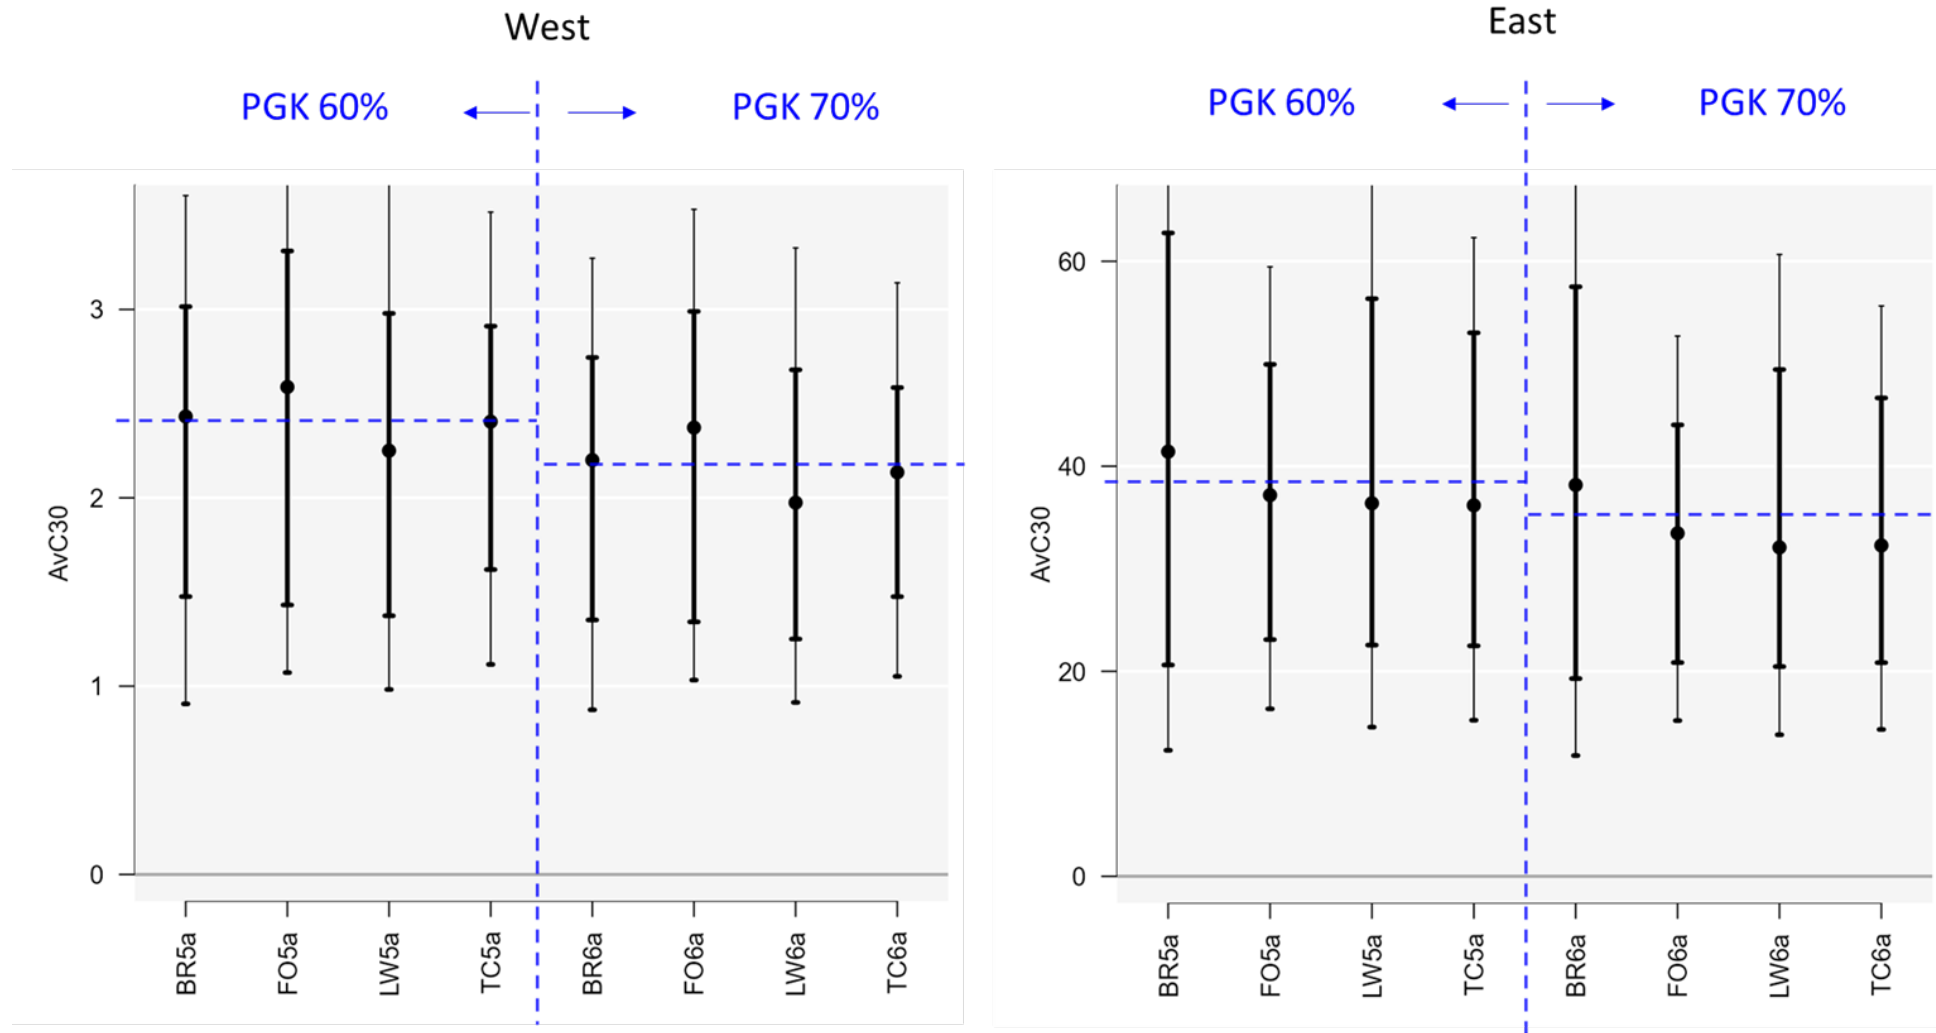 West
PGK 60%
PGK 70%
AvC30
3
2
1
0
BR5a
FO5a
LW5a
TC5a
BR6a
FO6a
LW6a
TC6a
East
PGK 60%
PGK 70%
AvC30
60
40
20
0
BR5a
FO5a
LW5a
TC5a
BR6a
FO6a
LW6a
TC6a